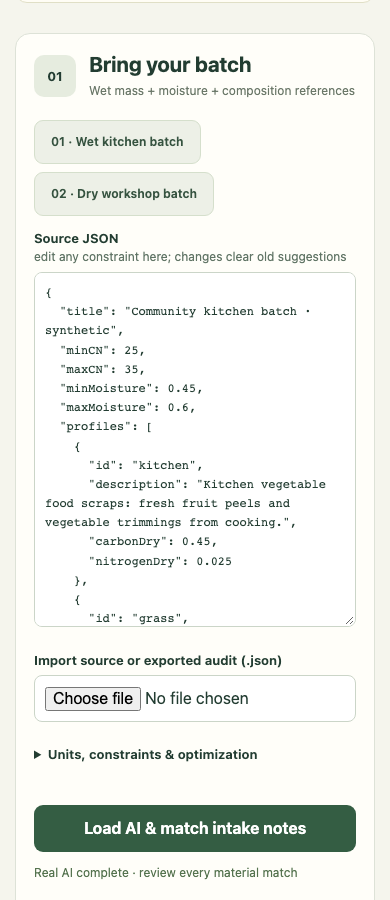 01
Bring your batch
Wet mass + moisture + composition references
01 · Wet kitchen batch
02 · Dry workshop batch
Source JSON
edit any constraint here; changes clear old suggestions
{
  "title": "Community kitchen batch ·
synthetic",
  "minCN": 25,
  "maxCN": 35,
  "minMoisture": 0.45,
  "maxMoisture": 0.6,
  "profiles": [
    {
      "id": "kitchen",
      "description": "Kitchen vegetable
food scraps: fresh fruit peels and
vegetable trimmings from cooking.",
      "carbonDry": 0.45,
      "nitrogenDry": 0.025
    },
    {
      "id": "grass",
Import source or exported audit (.json)
Choose file No file chosen
Units, constraints & optimization
Load AI & match intake notes
Real AI complete · review every material match